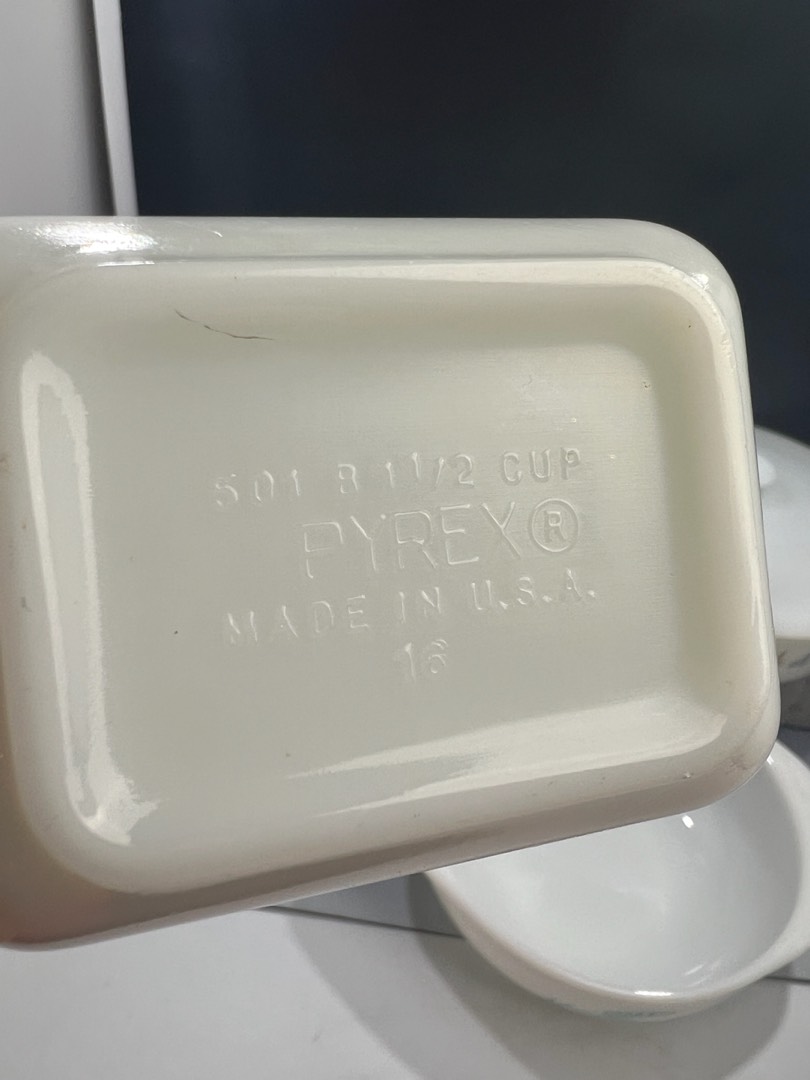 501 B 1 1/2 CUP
PYREX®
MADE IN U.S.A.
16